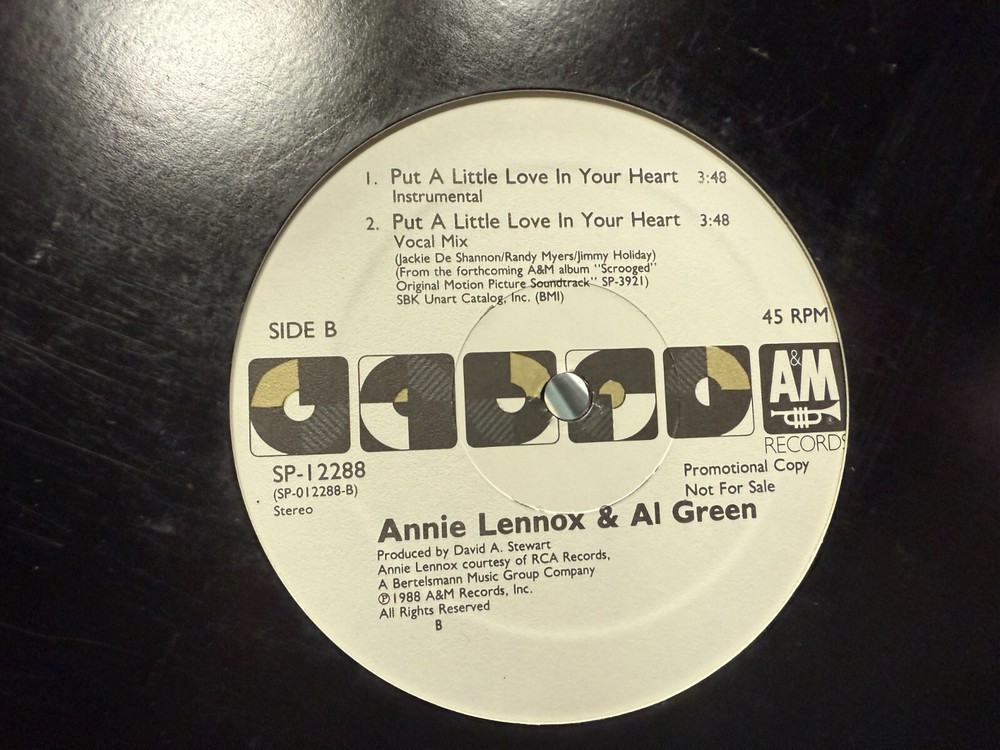 1. Put A Little Love In Your Heart 3:48
Instrumental
2. Put A Little Love In Your Heart 3:48
Vocal Mix
(Jackie De Shannon/Randy Myers/Jimmy Holiday)
(From the forthcoming A&M album "Scrooged"
Original Motion Picture Soundtrack" SP-3921)
SBK Unart Catalog, Inc. (BMI)
SIDE B
45 RPM
A&M
RECORDS
SP-12288
(SP-012288-B)
Stereo
Promotional Copy
Not For Sale
Annie Lennox & Al Green
Produced by David A. Stewart
Annie Lennox courtesy of RCA Records,
A Bertelsmann Music Group Company
℗1988 A&M Records, Inc.
All Rights Reserved
B